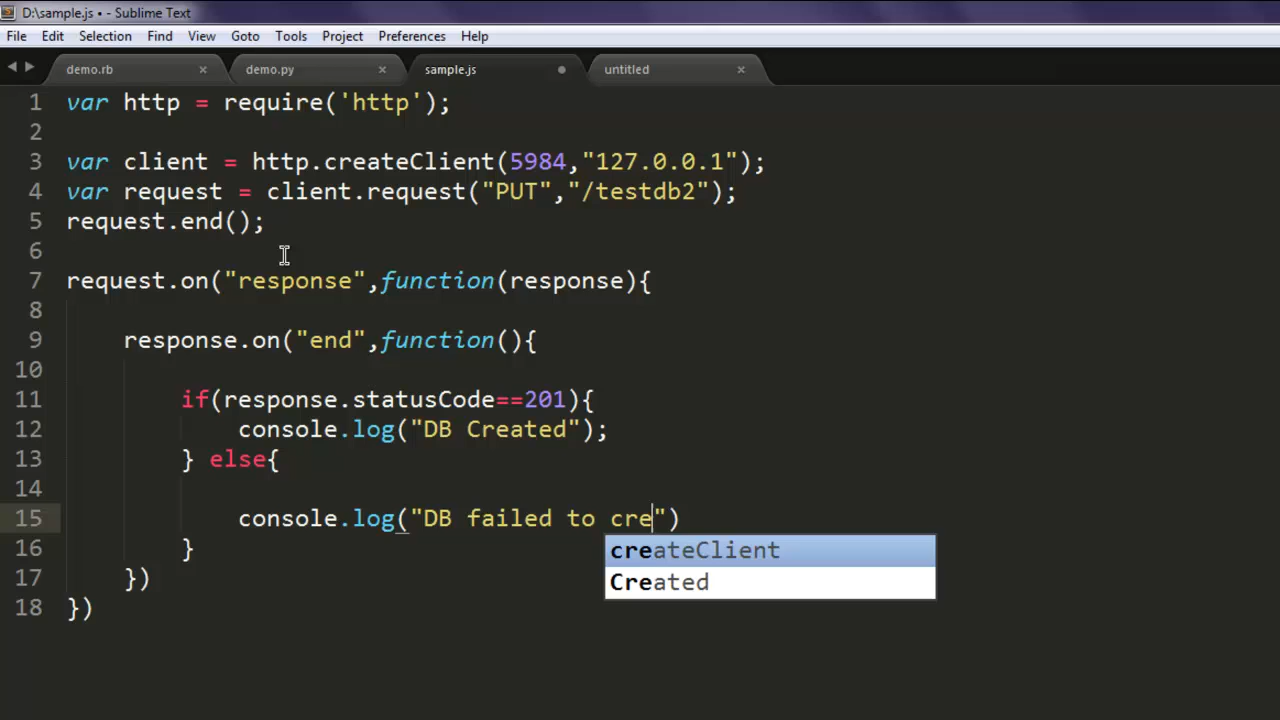 D:\sample.js • - Sublime Text
File Edit Selection Find View Goto Tools Project Preferences Help
demo.rb × demo.py × sample.js untitled ×
1 var http = require('http');
2
3 var client = http.createClient(5984,"127.0.0.1");
4 var request = client.request("PUT","/testdb2");
5 request.end();
6
7 request.on("response",function(response){
8
9 response.on("end",function(){
10
11 if(response.statusCode==201){
12 console.log("DB Created");
13 } else{
14
15 console.log("DB failed to cre")
createClient
16 }
Created
17 })
18 })